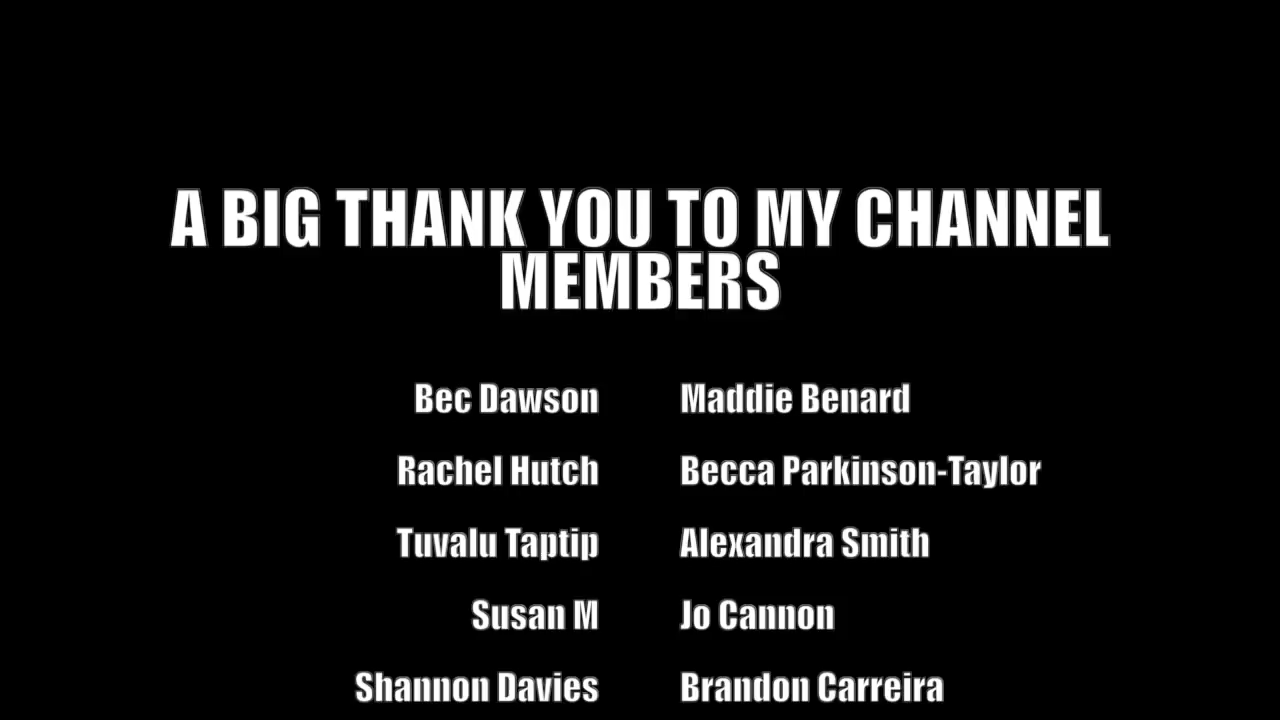 A BIG THANK YOU TO MY CHANNEL
MEMBERS
Bec Dawson Maddie Benard
Rachel Hutch Becca Parkinson-Taylor
Tuvalu Taptip Alexandra Smith
Susan M Jo Cannon
Shannon Davies Brandon Carreira